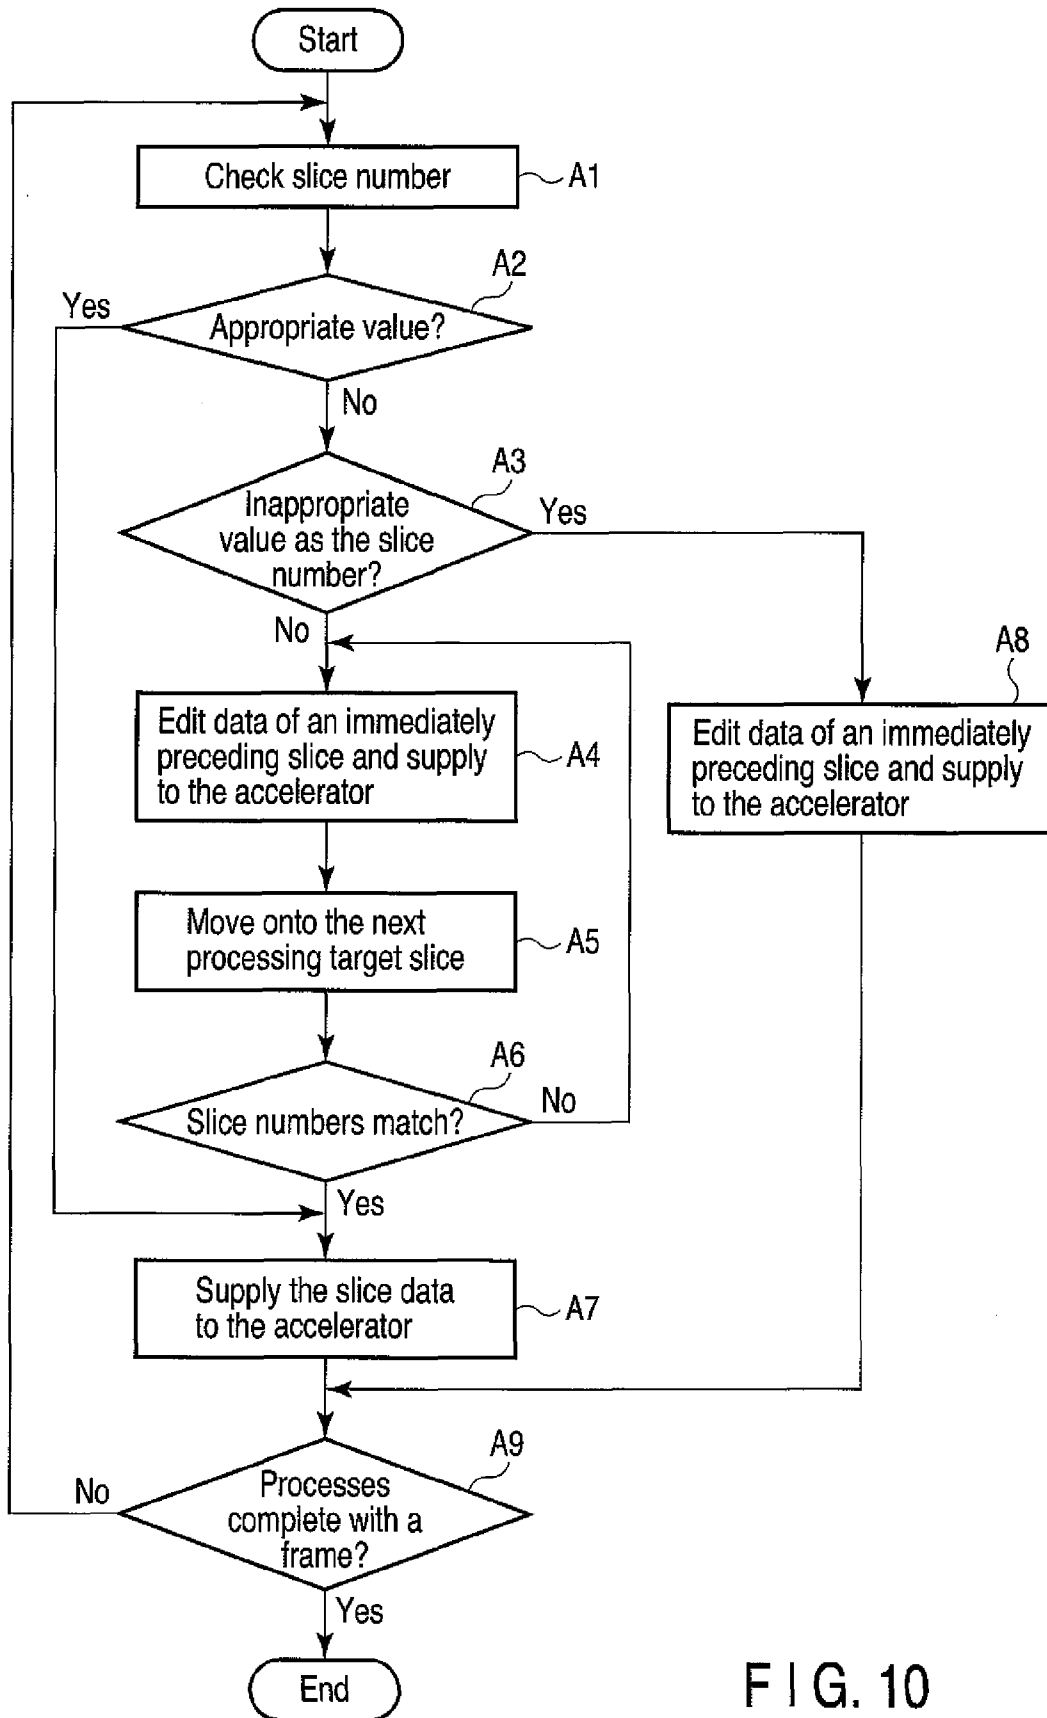 Start
Check slice number
A1
A2
Yes
Appropriate value?
No
A3
Inappropriate
value as the slice
number?
Yes
No
A8
Edit data of an immediately
preceding slice and supply
to the accelerator
A4
Edit data of an immediately
preceding slice and supply
to the accelerator
Move onto the next
processing target slice
A5
A6
Slice numbers match?
No
Yes
Supply the slice data
to the accelerator
A7
A9
No
Processes
complete with a
frame?
Yes
End
FIG. 10